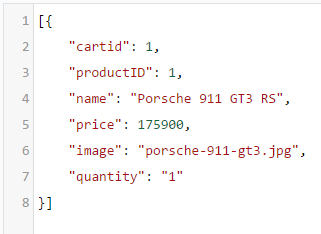 1 [{
2 "cartid": 1,
3 "productID": 1,
4 "name": "Porsche 911 GT3 RS",
5 "price": 175900,
6 "image": "porsche-911-gt3.jpg",
7 "quantity": "1"
8 }]